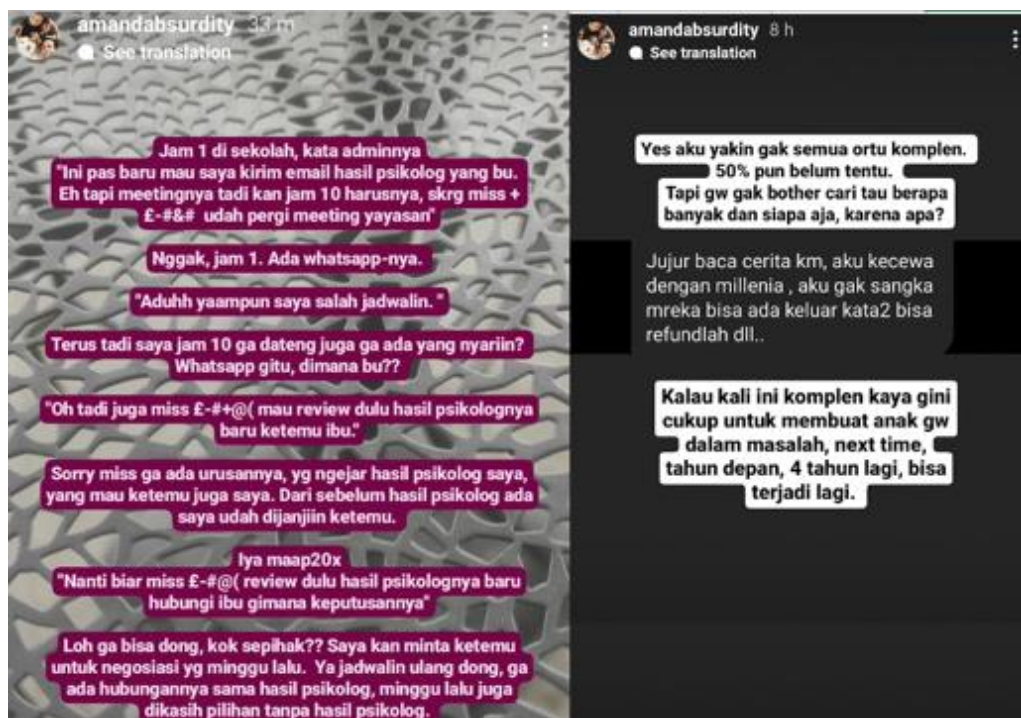 amandabsurdity 33 m
See translation
Jam 1 di sekolah, kata adminnya
"Ini pas baru mau saya kirim email hasil psikolog yang bu.
Eh tapi meetingnya tadi kan jam 10 harusnya, skrg miss +
£-#&# udah pergi meeting yayasan"
Nggak, jam 1. Ada whatsapp-nya.
"Aduhh yaampun saya salah jadwalin. "
Terus tadi saya jam 10 ga dateng juga ga ada yang nyariin?
Whatsapp gitu, dimana bu??
"Oh tadi juga miss £-#+@( mau review dulu hasil psikolognya
baru ketemu ibu."
Sorry miss ga ada urusannya, yg ngejar hasil psikolog saya,
yang mau ketemu juga saya. Dari sebelum hasil psikolog ada
saya udah dijanjiin ketemu.
Iya maap20x
"Nanti biar miss £-#@( review dulu hasil psikolognya baru
hubungi ibu gimana keputusannya"
Loh ga bisa dong, kok sepihak?? Saya kan minta ketemu
untuk negosiasi yg minggu lalu. Ya jadwalin ulang dong, ga
ada hubungannya sama hasil psikolog, minggu lalu juga
dikasih pilihan tanpa hasil psikolog.
amandabsurdity 8 h
See translation
Yes aku yakin gak semua ortu komplen.
50% pun belum tentu.
Tapi gw gak bother cari tau berapa
banyak dan siapa aja, karena apa?
Jujur baca cerita km, aku kecewa
dengan millenia , aku gak sangka
mreka bisa ada keluar kata2 bisa
refundlah dll..
Kalau kali ini komplen kaya gini
cukup untuk membuat anak gw
dalam masalah, next time,
tahun depan, 4 tahun lagi, bisa
terjadi lagi.